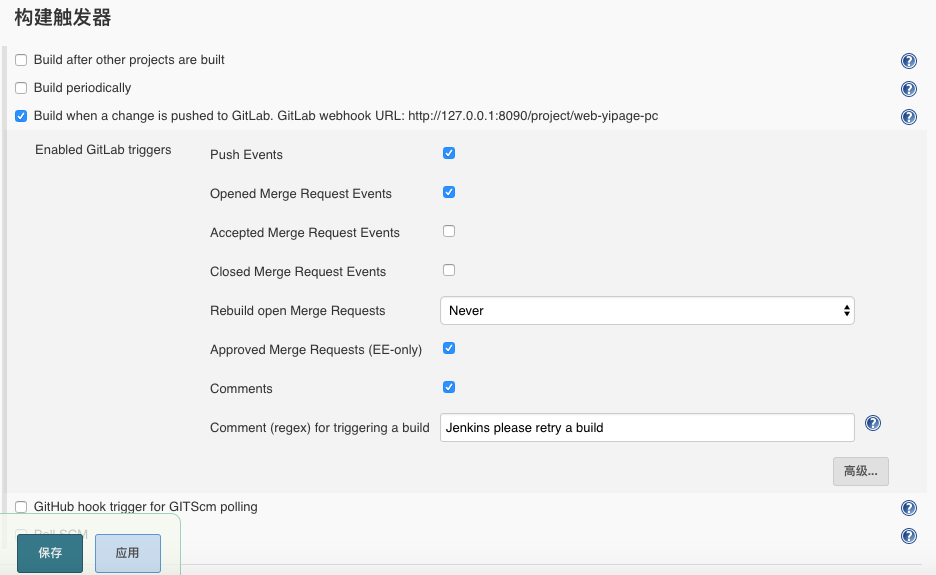 构建触发器
Build after other projects are built
Build periodically
Build when a change is pushed to GitLab. GitLab webhook URL: http://127.0.0.1:8090/project/web-yipage-pc
Enabled GitLab triggers
Push Events
Opened Merge Request Events
Accepted Merge Request Events
Closed Merge Request Events
Rebuild open Merge Requests Never
Approved Merge Requests (EE-only)
Comments
Comment (regex) for triggering a build Jenkins please retry a build
高级...
GitHub hook trigger for GITScm polling
Poll SCM
保存 应用